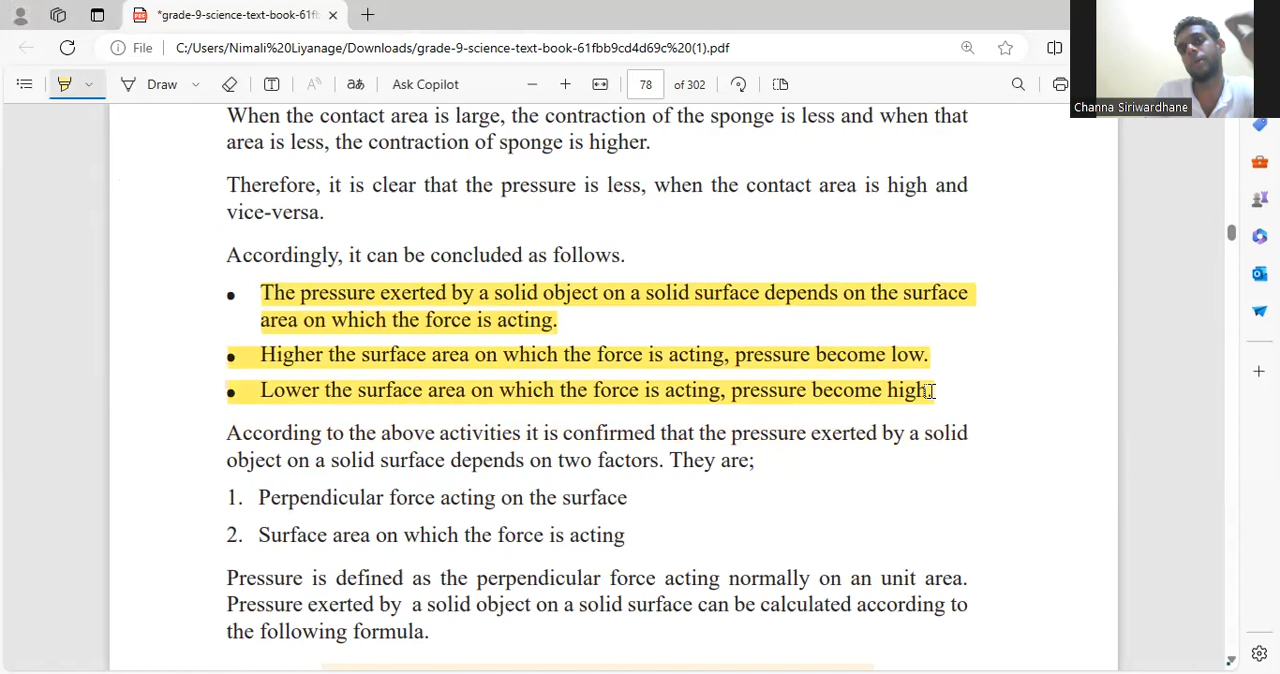 *grade-9-science-text-book-61fb
File
C:/Users/Nimali%20Liyanage/Downloads/grade-9-science-text-book-61fbb9cd4d69c%20(1).pdf
Draw
Ask Copilot
78 of 302
Channa Siriwardhane
When the contact area is large, the contraction of the sponge is less and when that
area is less, the contraction of sponge is higher.
Therefore, it is clear that the pressure is less, when the contact area is high and
vice-versa.
Accordingly, it can be concluded as follows.
• The pressure exerted by a solid object on a solid surface depends on the surface
area on which the force is acting.
• Higher the surface area on which the force is acting, pressure become low.
• Lower the surface area on which the force is acting, pressure become high.
According to the above activities it is confirmed that the pressure exerted by a solid
object on a solid surface depends on two factors. They are;
1. Perpendicular force acting on the surface
2. Surface area on which the force is acting
Pressure is defined as the perpendicular force acting normally on an unit area.
Pressure exerted by a solid object on a solid surface can be calculated according to
the following formula.